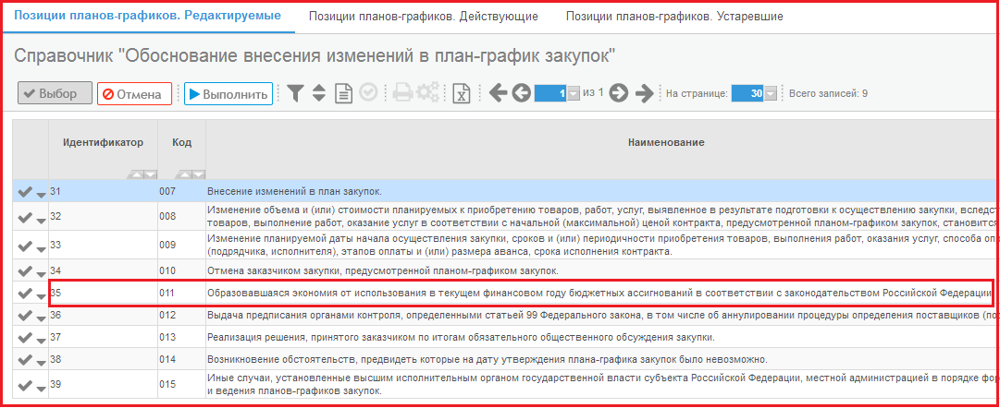 Позиции планов-графиков. Редактируемые Позиции планов-графиков. Действующие Позиции планов-графиков. Устаревшие
Справочник "Обоснование внесения изменений в план-график закупок"
Выбор Отмена Выполнить 1 из 1 На странице: 30 Всего записей: 9
Идентификатор Код Наименование
31 007 Внесение изменений в план закупок.
32 008 Изменение объема и (или) стоимости планируемых к приобретению товаров, работ, услуг, выявленное в результате подготовки к осуществлению закупки, вследст
товаров, выполнение работ, оказание услуг в соответствии с начальной (максимальной) ценой контракта, предусмотренной планом-графиком закупок, становится
33 009 Изменение планируемой даты начала осуществления закупки, сроков и (или) периодичности приобретения товаров, выполнения работ, оказания услуг, способа оп
(подрядчика, исполнителя), этапов оплаты и (или) размера аванса, срока исполнения контракта.
34 010 Отмена заказчиком закупки, предусмотренной планом-графиком закупок.
35 011 Образовавшаяся экономия от использования в текущем финансовом году бюджетных ассигнований в соответствии с законодательством Российской Федерации
36 012 Выдача предписания органами контроля, определенными статьей 99 Федерального закона, в том числе об аннулировании процедуры определения поставщиков (по
37 013 Реализация решения, принятого заказчиком по итогам обязательного общественного обсуждения закупки.
38 014 Возникновение обстоятельств, предвидеть которые на дату утверждения плана-графика закупок было невозможно.
39 015 Иные случаи, установленные высшим исполнительным органом государственной власти субъекта Российской Федерации, местной администрацией в порядке фор
и ведения планов-графиков закупок.